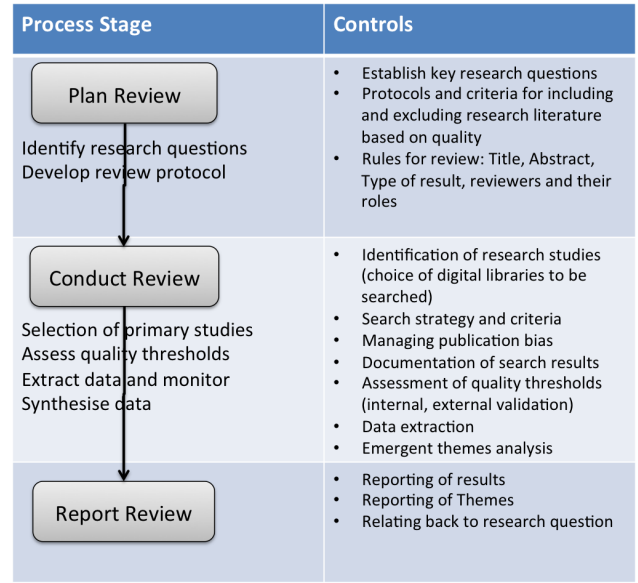 Process Stage
Controls
Plan Review
Identify research questions
Develop review protocol
• Establish key research questions
• Protocols and criteria for including
and excluding research literature
based on quality
• Rules for review: Title, Abstract,
Type of result, reviewers and their
roles
Conduct Review
Selection of primary studies
Assess quality thresholds
Extract data and monitor
Synthesise data
• Identification of research studies
(choice of digital libraries to be
searched)
• Search strategy and criteria
• Managing publication bias
• Documentation of search results
• Assessment of quality thresholds
(internal, external validation)
• Data extraction
• Emergent themes analysis
Report Review
• Reporting of results
• Reporting of Themes
• Relating back to research question